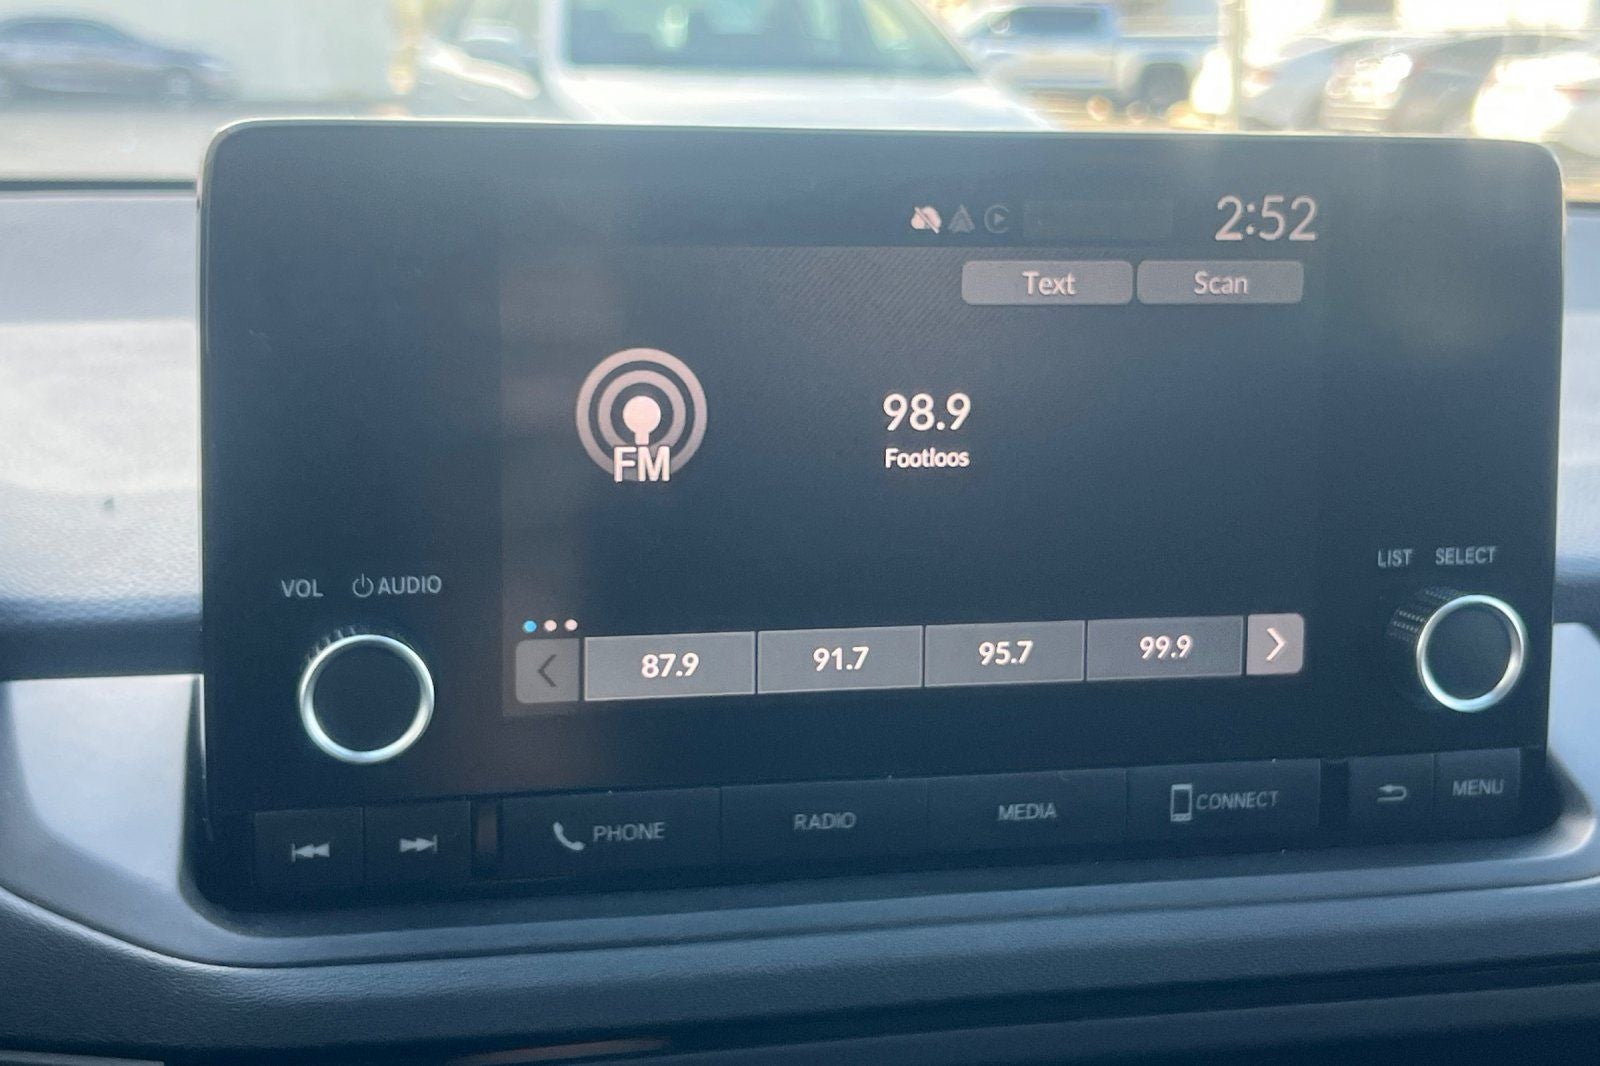 2:52
Text Scan
98.9
FM
Footloos
LIST SELECT
VOL AUDIO
87.9 91.7 95.7 99.9
PHONE RADIO MEDIA CONNECT MENU